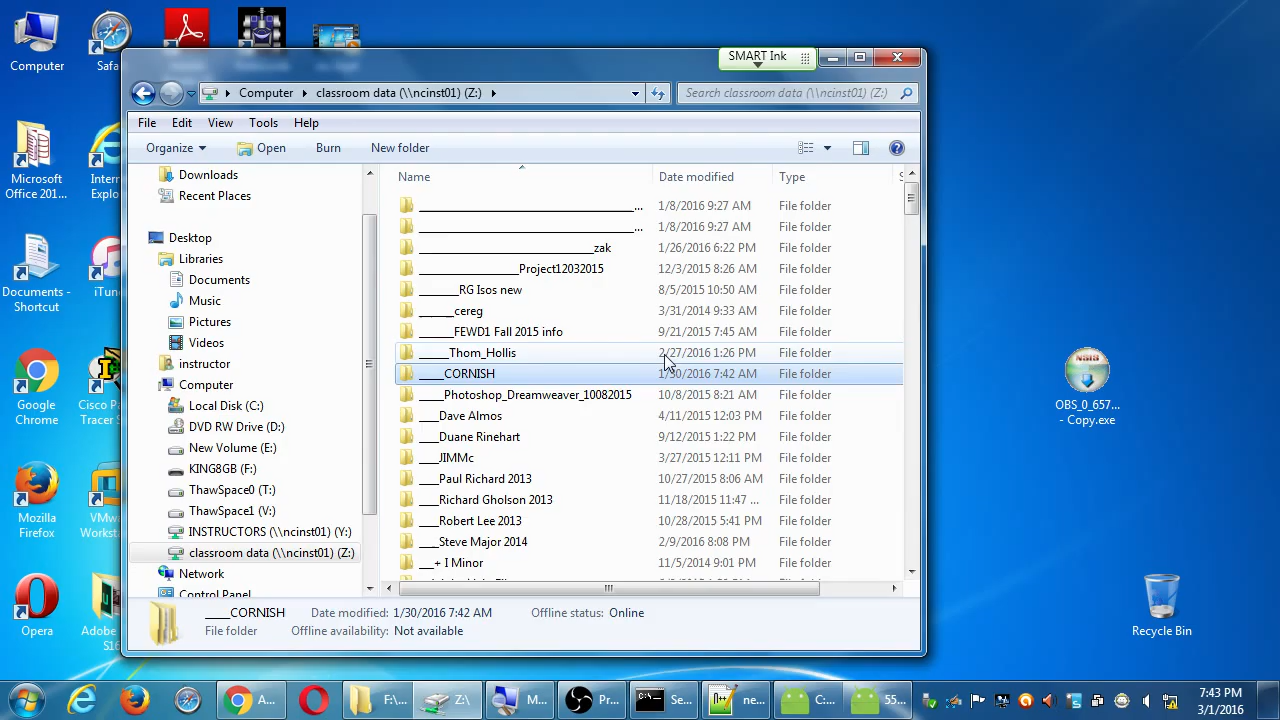 Computer
Safa
SMART Ink
Computer
classroom data (\\ncinst01) (Z:)
Search classroom data (\\ncinst01) (Z:)
File Edit View Tools Help
Organize Open Burn New folder
Microsoft
Office 201...
Intern
Explo
Documents -
Shortcut
iTun
Google
Chrome
Cisco Pa
Tracer S
Mozilla
Firefox
VMwa
Worksta
Opera
Adobe
S16
Downloads
Recent Places
Desktop
Libraries
Documents
Music
Pictures
Videos
instructor
Computer
Local Disk (C:)
DVD RW Drive (D:)
New Volume (E:)
KING8GB (F:)
ThawSpace0 (T:)
ThawSpace1 (V:)
INSTRUCTORS (\\ncinst01) (Y:)
classroom data (\\ncinst01) (Z:)
Network
Control Panel
Name Date modified Type S
___________________________________... 1/8/2016 9:27 AM File folder
___________________________________... 1/8/2016 9:27 AM File folder
____________________________zak 1/26/2016 6:22 PM File folder
________________Project12032015 12/3/2015 8:26 AM File folder
______RG Isos new 8/5/2015 10:50 AM File folder
______cereg 3/31/2014 9:33 AM File folder
______FEWD1 Fall 2015 info 9/21/2015 7:45 AM File folder
_____Thom_Hollis 2/27/2016 1:26 PM File folder
____CORNISH 1/30/2016 7:42 AM File folder
____Photoshop_Dreamweaver_10082015 10/8/2015 8:21 AM File folder
___Dave Almos 4/11/2015 12:03 PM File folder
___Duane Rinehart 9/12/2015 1:22 PM File folder
___JIMMc 3/27/2015 12:11 PM File folder
___Paul Richard 2013 10/27/2015 8:06 AM File folder
___Richard Gholson 2013 11/18/2015 11:47 ... File folder
___Robert Lee 2013 10/28/2015 5:41 PM File folder
___Steve Major 2014 2/9/2016 8:08 PM File folder
__+ I Minor 11/5/2014 9:01 PM File folder
____CORNISH Date modified: 1/30/2016 7:42 AM Offline status: Online
File folder Offline availability: Not available
NSIS
OBS_0_657...
- Copy.exe
Recycle Bin
A... F:\... Z:\ M... Pr... Se... ne... C:... 55...
7:43 PM
3/1/2016